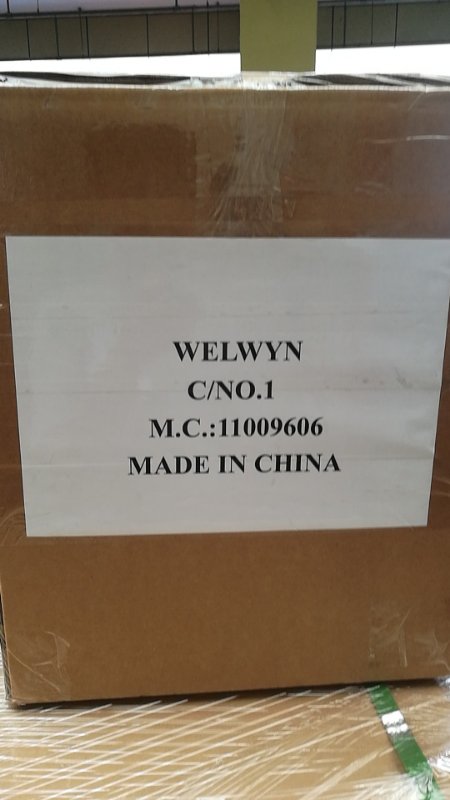 WELWYN
C/NO.1
M.C.:11009606
MADE IN CHINA